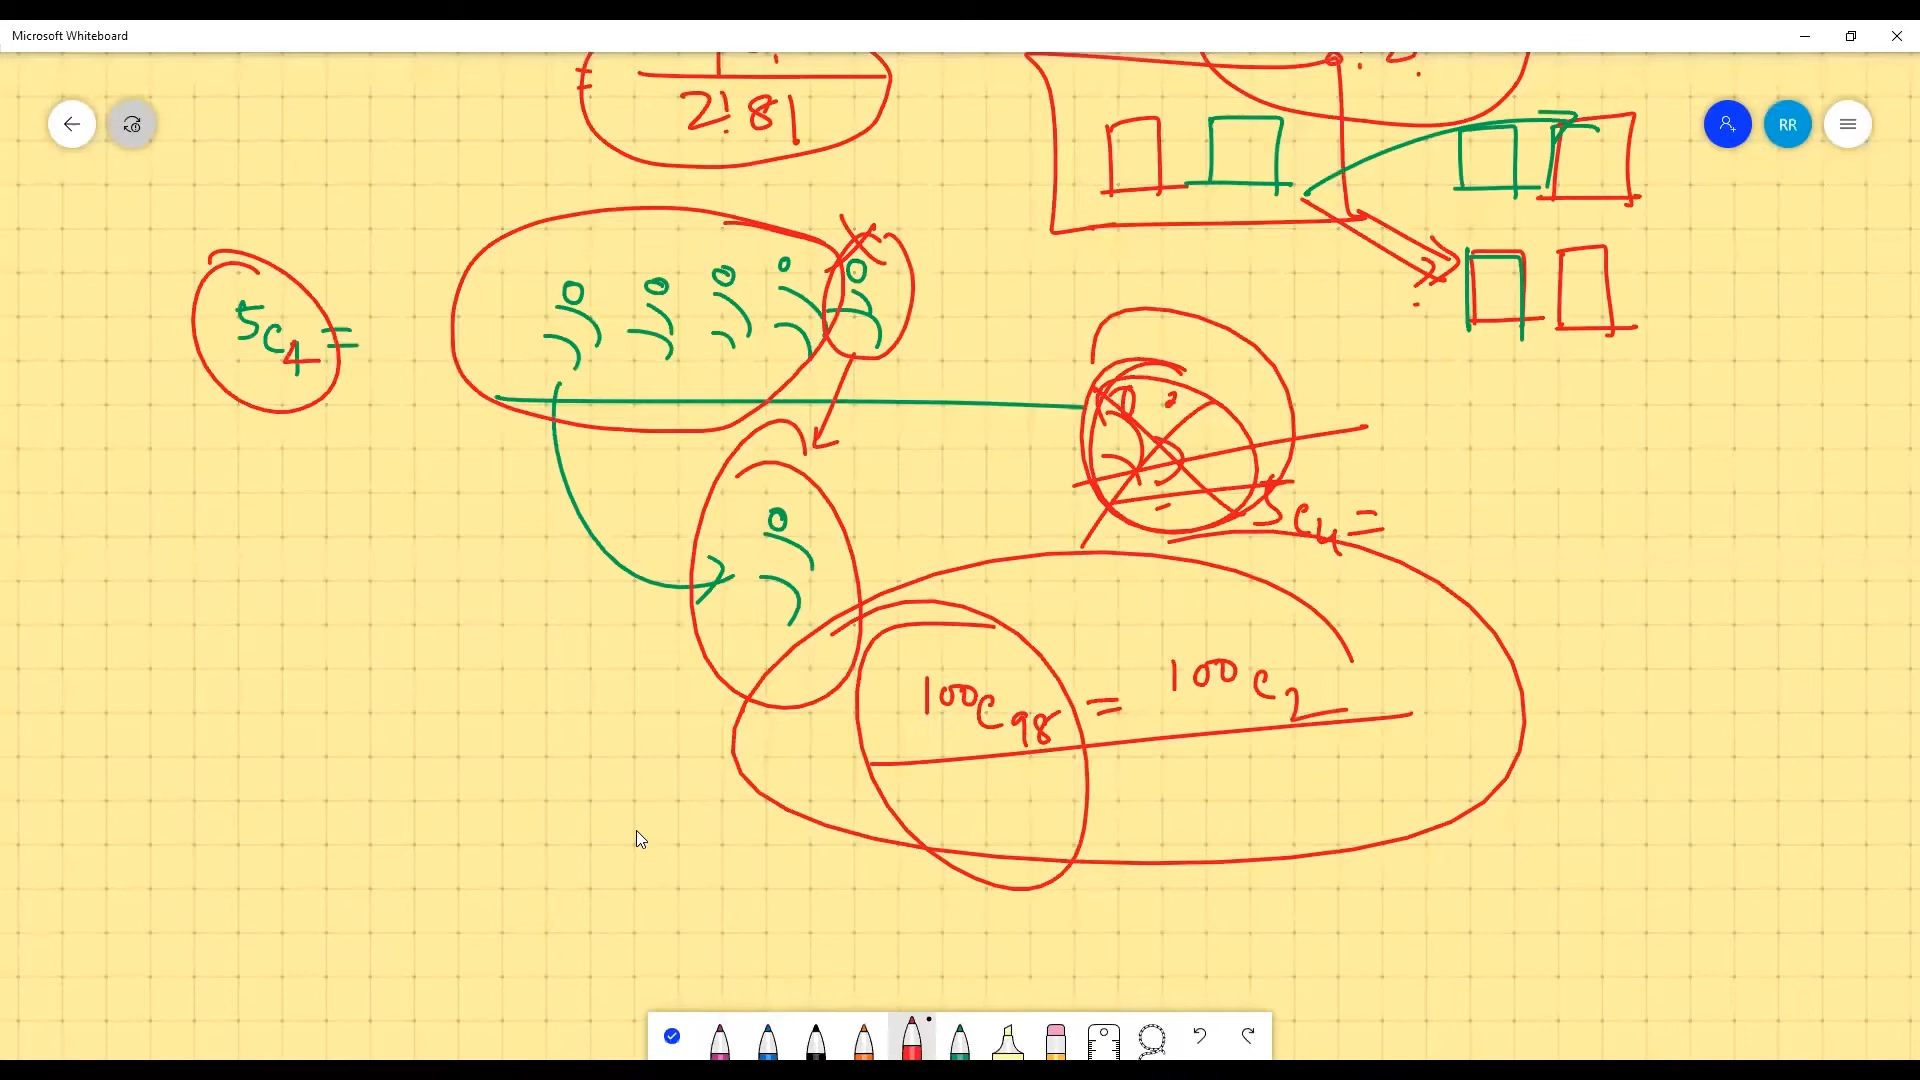 Microsoft Whiteboard
2! 8!
RR
5C4 =
5C4 =
100C98 = 100C2